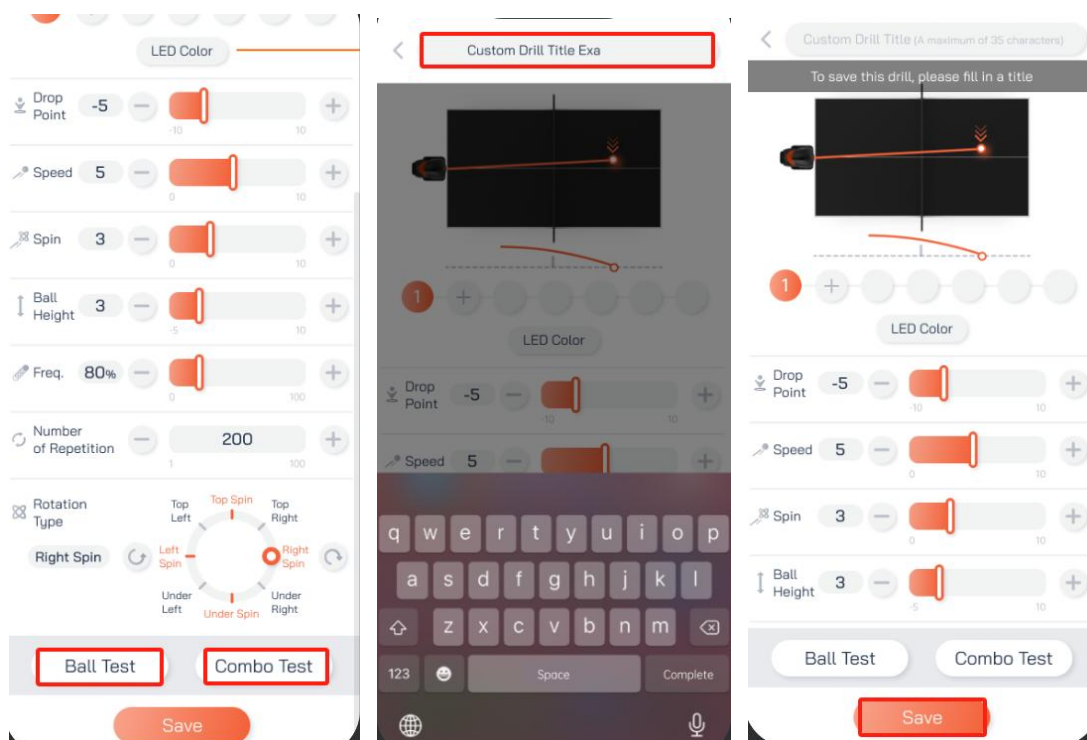 1
LED Color
Drop
Point
-5
-10
10
Speed
5
0
10
Spin
3
0
10
Ball
Height
3
-5
10
Freq.
80%
0
100
Number
of Repetition
200
1
100
Rotation
Type
Right Spin
Top
Left
Top Spin
Top
Right
Left
Spin
Right
Spin
Under
Left
Under Spin
Under
Right
Ball Test
Combo Test
Save
Custom Drill Title Exa
1
LED Color
Drop
Point
-5
-10
10
Speed
5
q w e r t y u i o p
a s d f g h j k l
z x c v b n m
123
Space
Complete
Custom Drill Title (A maximum of 35 characters)
To save this drill, please fill in a title
1
LED Color
Drop
Point
-5
-10
10
Speed
5
0
10
Spin
3
0
10
Ball
Height
3
-5
10
Ball Test
Combo Test
Save